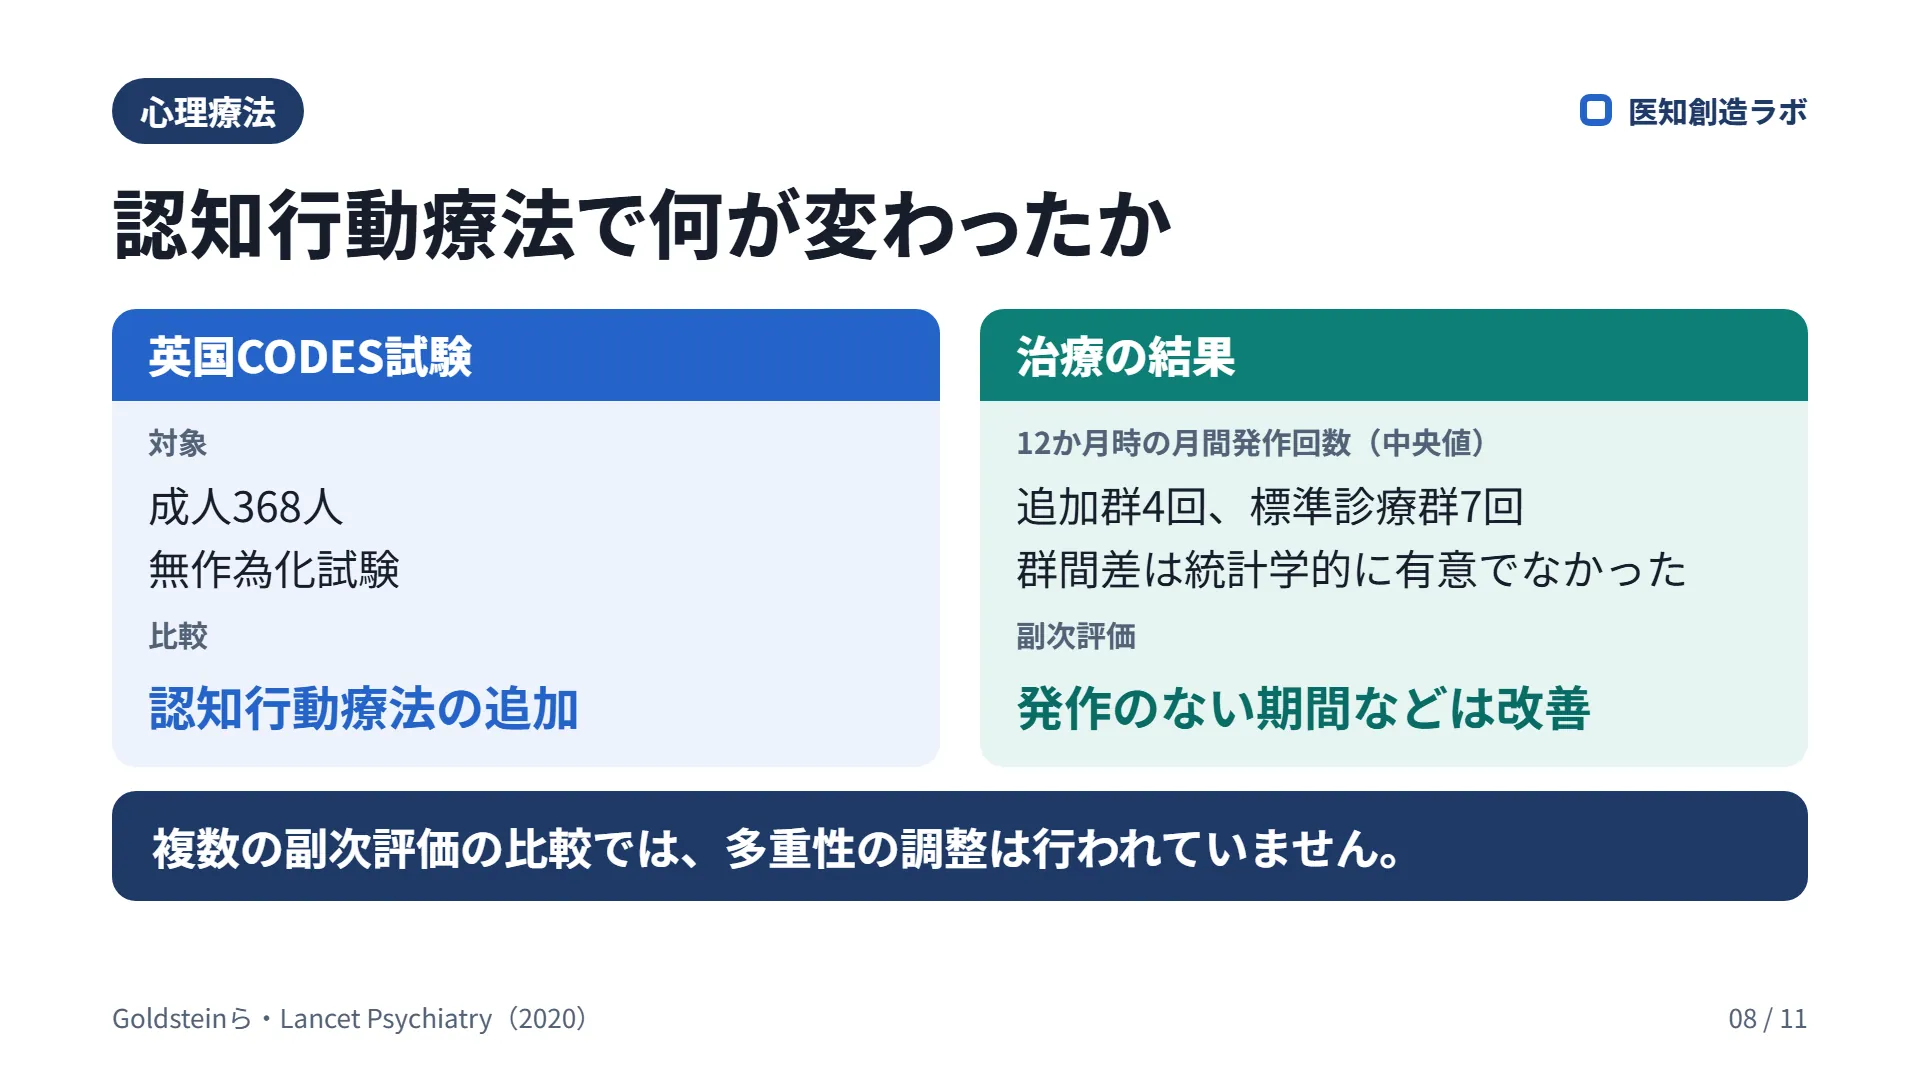 心理療法
医知創造ラボ
認知行動療法で何が変わったか
英国CODES試験
対象
成人368人
無作為化試験
比較
認知行動療法の追加
治療の結果
12か月時の月間発作回数（中央値）
追加群4回、標準診療群7回
群間差は統計学的に有意でなかった
副次評価
発作のない期間などは改善
複数の副次評価の比較では、多重性の調整は行われていません。
Goldsteinら・Lancet Psychiatry（2020）
08 / 11